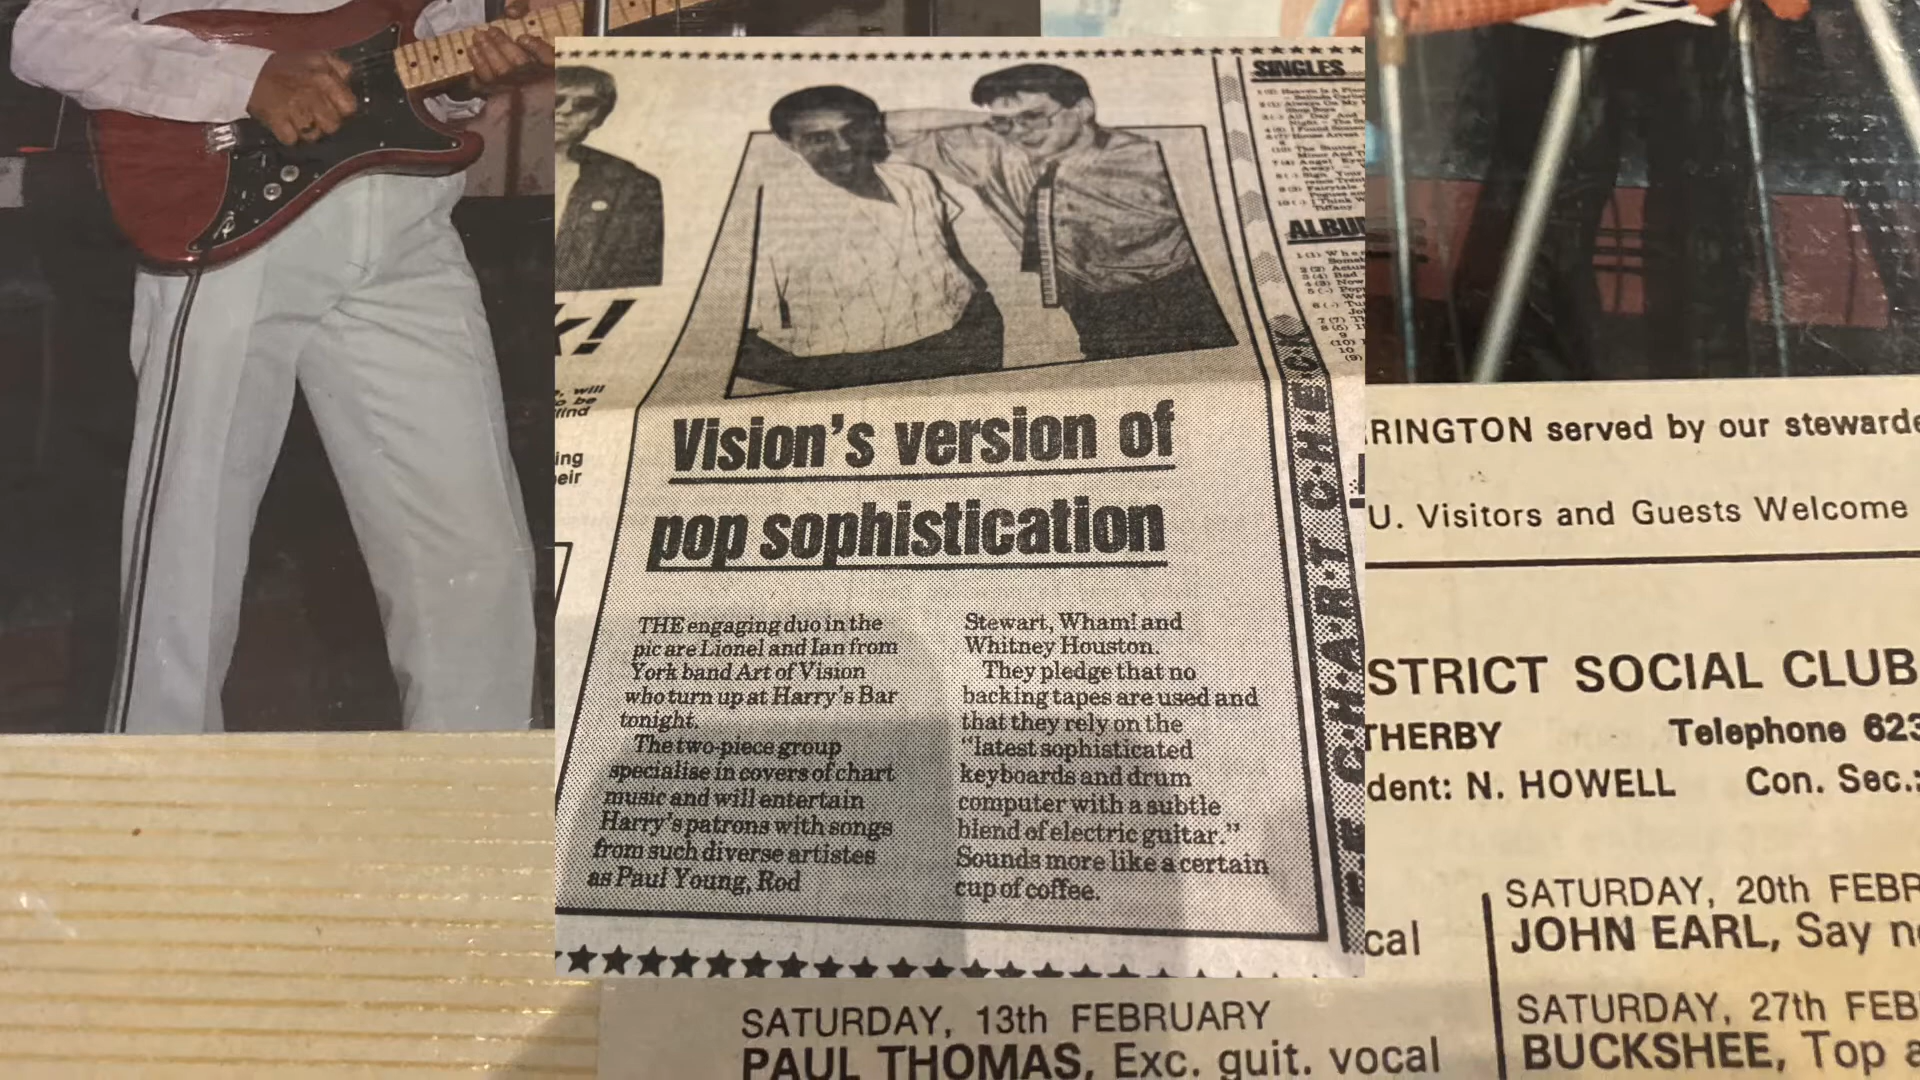 k!
will
to be
ing
eir
SINGLES
ALBU
Vision's version of
pop sophistication
THE engaging duo in the
pic are Lionel and Ian from
York band Art of Vision
who turn up at Harry's Bar
tonight.
The two-piece group
specialise in covers of chart
music and will entertain
Harry's patrons with songs
from such diverse artistes
as Paul Young, Rod
Stewart, Wham! and
Whitney Houston.
They pledge that no
backing tapes are used and
that they rely on the
"latest sophisticated
keyboards and drum
computer with a subtle
blend of electric guitar."
Sounds more like a certain
cup of coffee.
C·H·A·R·T C·H·E·C·K
RRINGTON served by our stewarde
U. Visitors and Guests Welcome
STRICT SOCIAL CLUB
THERBY Telephone 623
dent: N. HOWELL Con. Sec.:
cal
SATURDAY, 20th FEBR
JOHN EARL, Say n
SATURDAY, 27th FEB
BUCKSHEE, Top a
SATURDAY, 13th FEBRUARY
PAUL THOMAS, Exc. guit. vocal